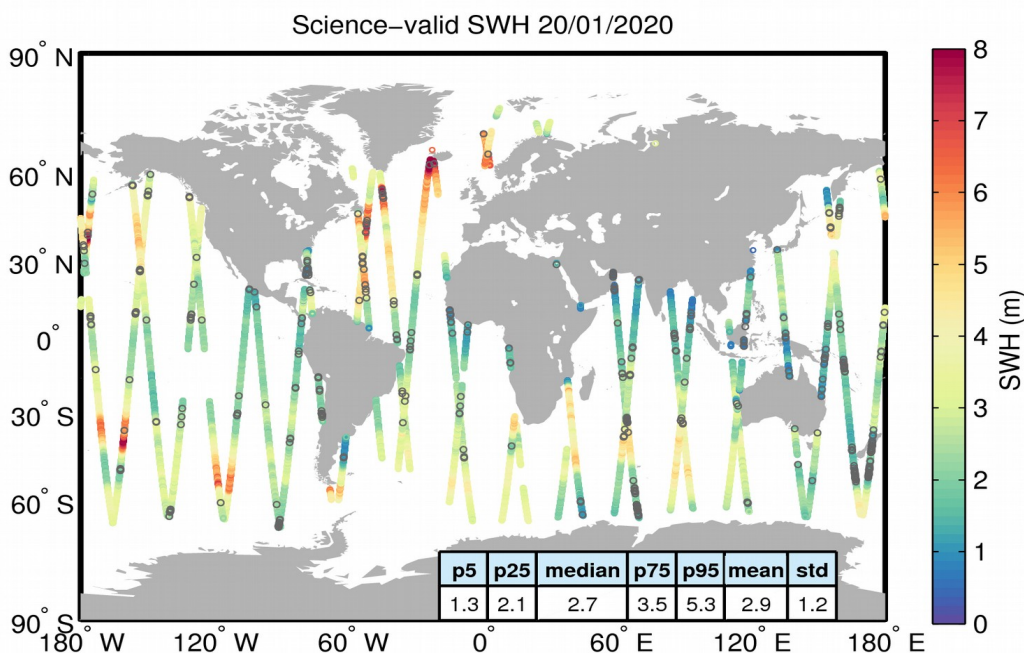 Science−valid SWH 20/01/2020
90° N
60° N
30° N
0°
30° S
60° S
90° S
180° W
120° W
60° W
0°
60° E
120° E
180° E
p5 p25 median p75 p95 mean std
1.3 2.1 2.7 3.5 5.3 2.9 1.2
8
7
6
5
4
3
2
1
0
SWH (m)